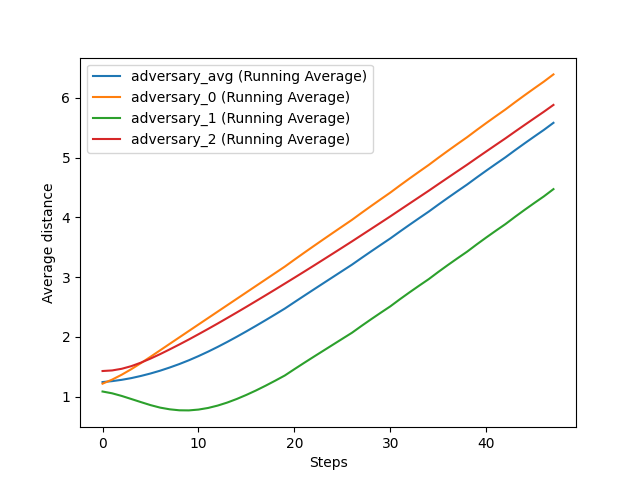 adversary_avg (Running Average)
adversary_0 (Running Average)
adversary_1 (Running Average)
adversary_2 (Running Average)
6
5
4
3
2
1
Average distance
0 10 20 30 40
Steps